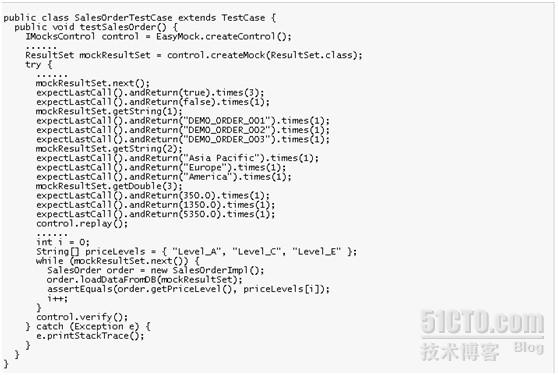 public class SalesOrderTestCase extends TestCase {
  public void testSalesOrder() {
    IMocksControl control = EasyMock.createControl();
    ......
    ResultSet mockResultSet = control.createMock(ResultSet.class);
    try {
      ......
      mockResultSet.next();
      expectLastCall().andReturn(true).times(3);
      expectLastCall().andReturn(false).times(1);
      mockResultSet.getString(1);
      expectLastCall().andReturn("DEMO_ORDER_001").times(1);
      expectLastCall().andReturn("DEMO_ORDER_002").times(1);
      expectLastCall().andReturn("DEMO_ORDER_003").times(1);
      mockResultSet.getString(2);
      expectLastCall().andReturn("Asia Pacific").times(1);
      expectLastCall().andReturn("Europe").times(1);
      expectLastCall().andReturn("America").times(1);
      mockResultSet.getDouble(3);
      expectLastCall().andReturn(350.0).times(1);
      expectLastCall().andReturn(1350.0).times(1);
      expectLastCall().andReturn(5350.0).times(1);
      control.replay();
      ......
      int i = 0;
      String[] priceLevels = { "Level_A", "Level_C", "Level_E" };
      while (mockResultSet.next()) {
        SalesOrder order = new SalesOrderImpl();
        order.loadDataFromDB(mockResultSet);
        assertEquals(order.getPriceLevel(), priceLevels[i]);
        i++;
      }
      control.verify();
    } catch (Exception e) {
      e.printStackTrace();
    }
  }
}
51CTO.com
技术博客 Blog